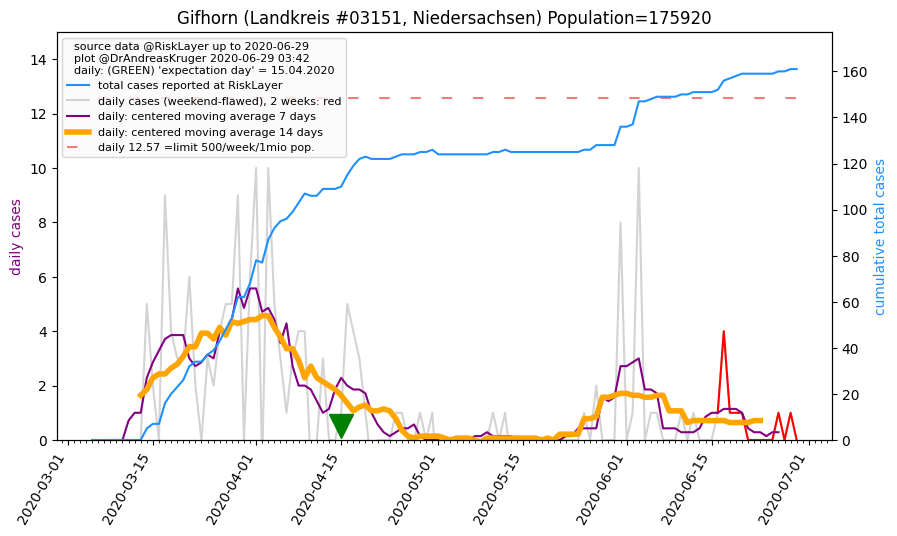 Gifhorn (Landkreis #03151, Niedersachsen) Population=175920
source data @RiskLayer up to 2020-06-29
plot @DrAndreasKruger 2020-06-29 03:42
daily: (GREEN) 'expectation day' = 15.04.2020
total cases reported at RiskLayer
daily cases (weekend-flawed), 2 weeks: red
daily: centered moving average 7 days
daily: centered moving average 14 days
daily 12.57 =limit 500/week/1mio pop.
daily cases
14
12
10
8
6
4
2
0
160
140
120
100
80
60
40
20
0
cumulative total cases
2020-03-01
2020-03-15
2020-04-01
2020-04-15
2020-05-01
2020-05-15
2020-06-01
2020-06-15
2020-07-01